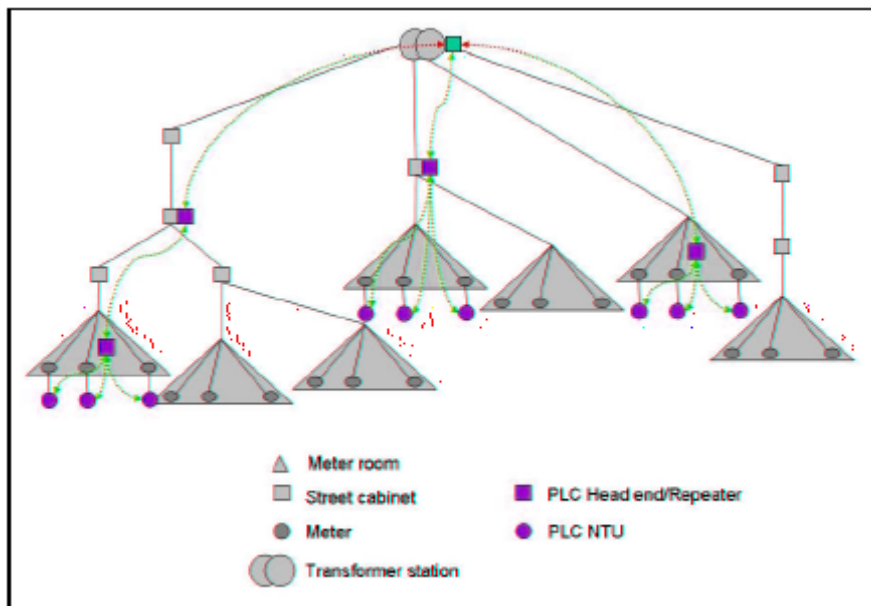 Meter room
Street cabinet
PLC Head end/Repeater
Meter
PLC NTU
Transformer station